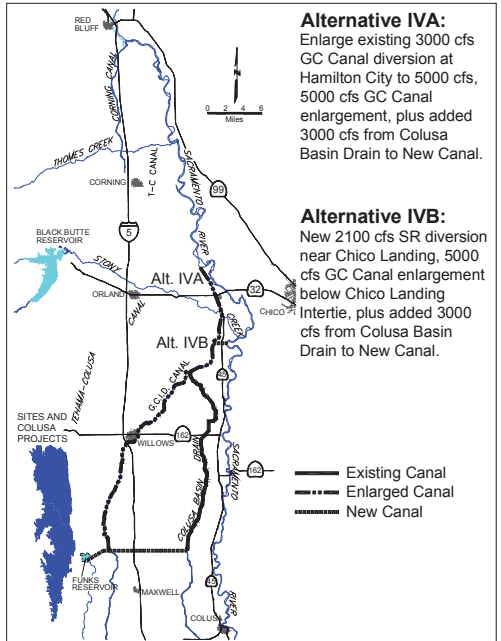 RED
BLUFF
CORNING CANAL
N
0 2 4 6
Miles
THOMES CREEK
CORNING
T-C CANAL
SACRAMENTO
RIVER
99
5
BLACK BUTTE
RESERVOIR
STONY
CREEK
Alt. IVA
ORLAND
32
CHICO
CANAL
Alt. IVB
TEHAMA-COLUSA
G.C.I.D. CANAL
45
SITES AND
COLUSA
PROJECTS
WILLOWS
162
COLUSA BASIN DRAIN
SACRAMENTO
162
FUNKS
RESERVOIR
MAXWELL
45
COLUSA
RIVER
Alternative IVA:
Enlarge existing 3000 cfs
GC Canal diversion at
Hamilton City to 5000 cfs,
5000 cfs GC Canal
enlargement, plus added
3000 cfs from Colusa
Basin Drain to New Canal.
Alternative IVB:
New 2100 cfs SR diversion
near Chico Landing, 5000
cfs GC Canal enlargement
below Chico Landing
Intertie, plus added 3000
cfs from Colusa Basin
Drain to New Canal.
Existing Canal
Enlarged Canal
New Canal